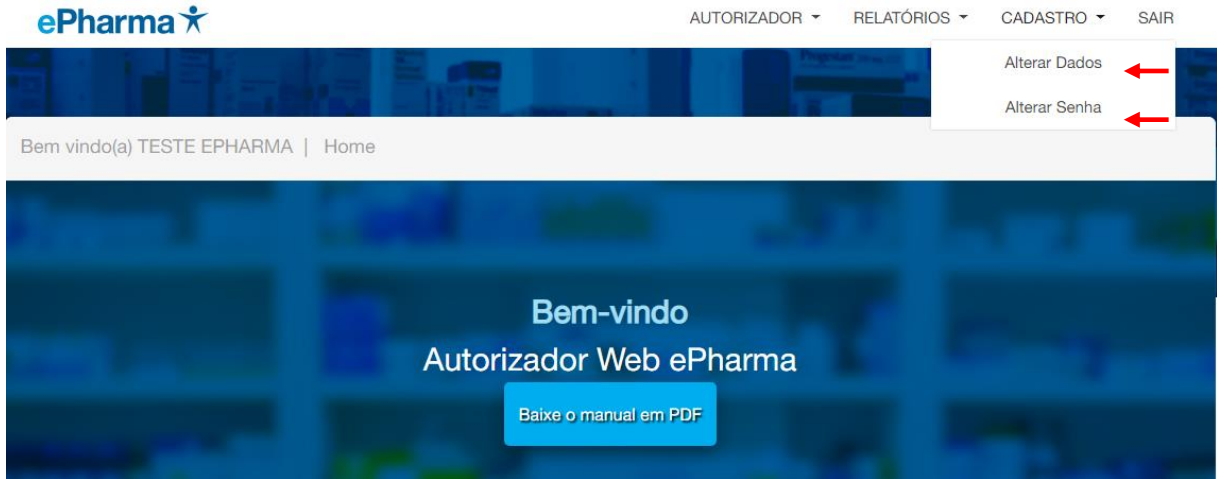 ePharma
AUTORIZADOR RELATÓRIOS CADASTRO SAIR
Alterar Dados
Alterar Senha
Bem vindo(a) TESTE EPHARMA | Home
Bem-vindo
Autorizador Web ePharma
Baixe o manual em PDF